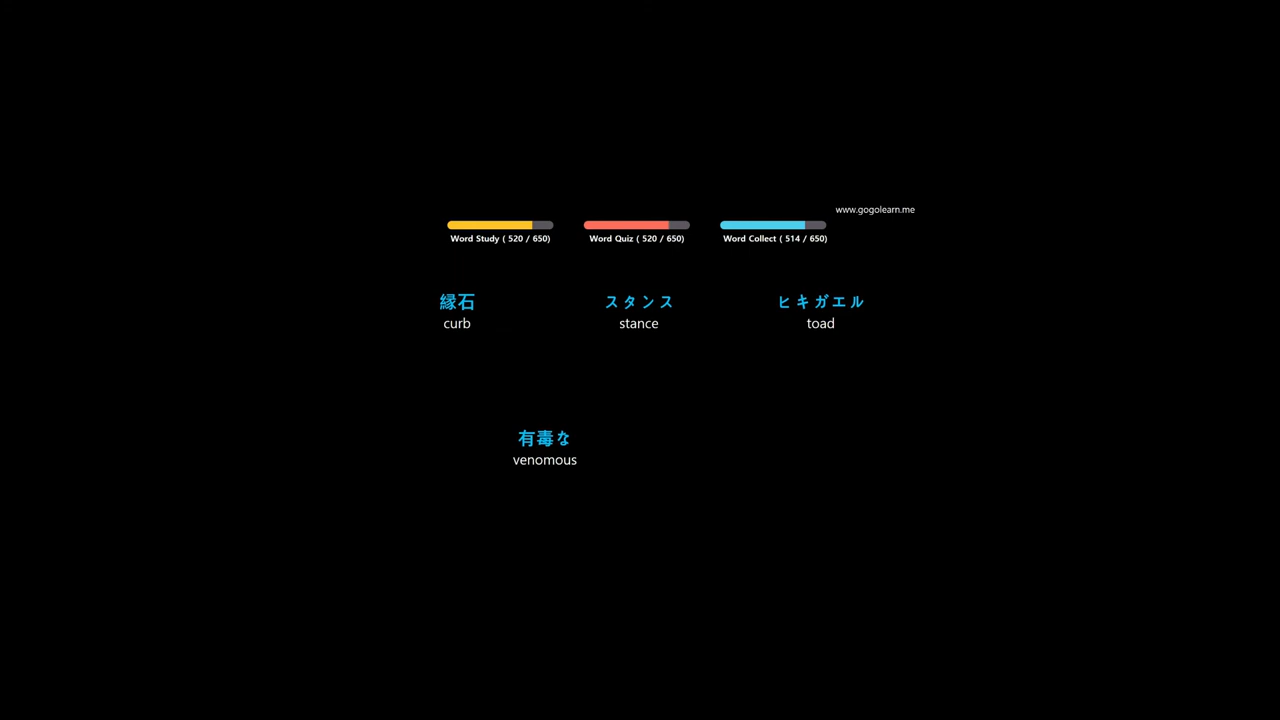 www.gogolearn.me
Word Study ( 520 / 650)
Word Quiz ( 520 / 650)
Word Collect ( 514 / 650)
縁石
curb
スタンス
stance
ヒキガエル
toad
有毒な
venomous